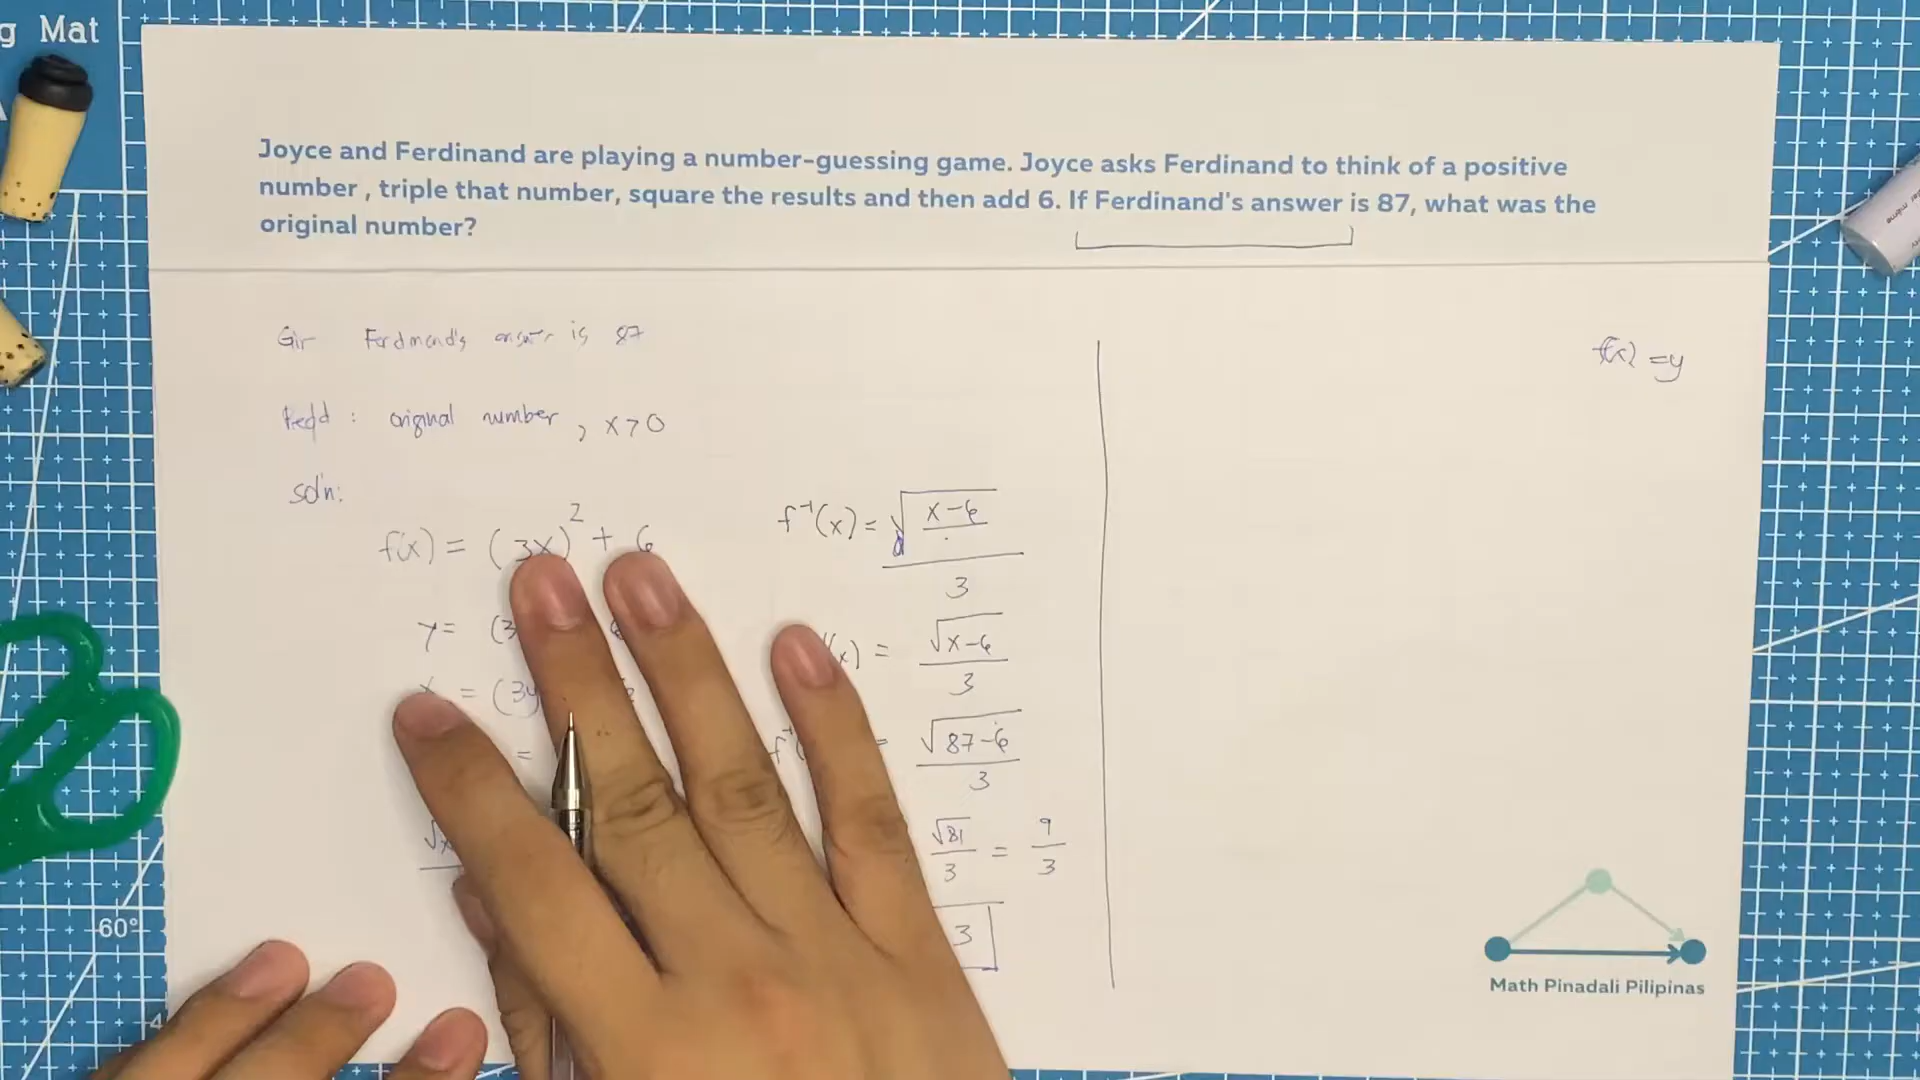 g Mat
Joyce and Ferdinand are playing a number-guessing game. Joyce asks Ferdinand to think of a positive
number , triple that number, square the results and then add 6. If Ferdinand's answer is 87, what was the
original number?
is 87
f(x) = y
original number , x > 0
sol'n:
f(x) = (3x)² + 6
y = (3
x = (3y
=
√x
f⁻¹(x) = √x-6
3
(x) = √x-6
3
= √87-6
3
√81
3
= 9
3
3
60°
Math Pinadali Pilipinas